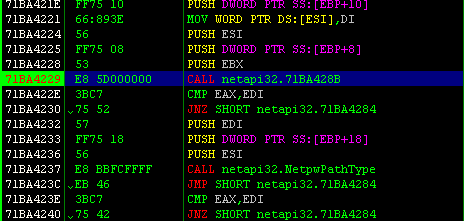 71BA421E FF75 10 PUSH DWORD PTR SS:[EBP+10]
71BA4221 66:893E MOV WORD PTR DS:[ESI],DI
71BA4224 56 PUSH ESI
71BA4225 FF75 08 PUSH DWORD PTR SS:[EBP+8]
71BA4228 53 PUSH EBX
71BA4229 E8 5D000000 CALL netapi32.71BA428B
71BA422E 3BC7 CMP EAX,EDI
71BA4230 75 52 JNZ SHORT netapi32.71BA4284
71BA4232 57 PUSH EDI
71BA4233 FF75 18 PUSH DWORD PTR SS:[EBP+18]
71BA4236 56 PUSH ESI
71BA4237 E8 BBFCFFFF CALL netapi32.NetpwPathType
71BA423C EB 46 JMP SHORT netapi32.71BA4284
71BA423E 3BC7 CMP EAX,EDI
71BA4240 75 42 JNZ SHORT netapi32.71BA4284